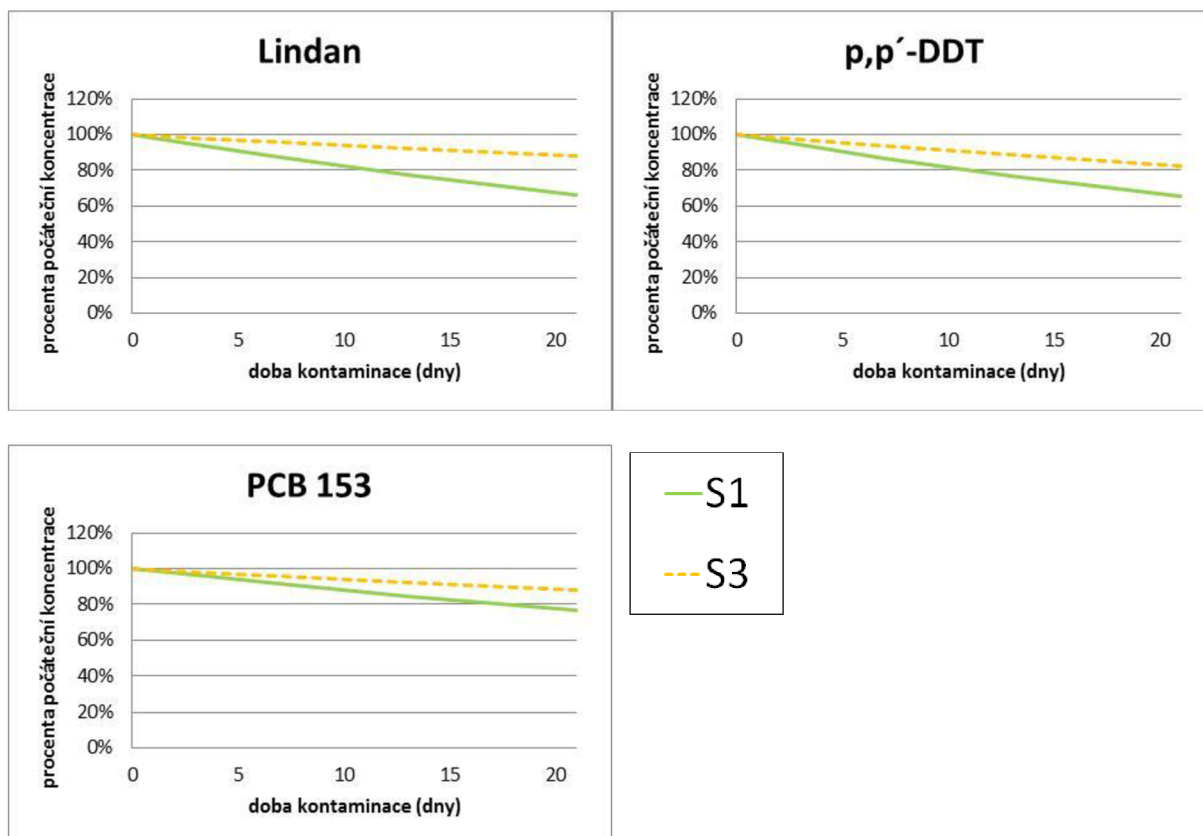 Lindan
procenta počáteční koncentrace
120%
100%
80%
60%
40%
20%
0%
0 5 10 15 20
doba kontaminace (dny)
p,p´-DDT
procenta počáteční koncentrace
120%
100%
80%
60%
40%
20%
0%
0 5 10 15 20
doba kontaminace (dny)
PCB 153
procenta počáteční koncentrace
120%
100%
80%
60%
40%
20%
0%
0 5 10 15 20
doba kontaminace (dny)
S1
S3